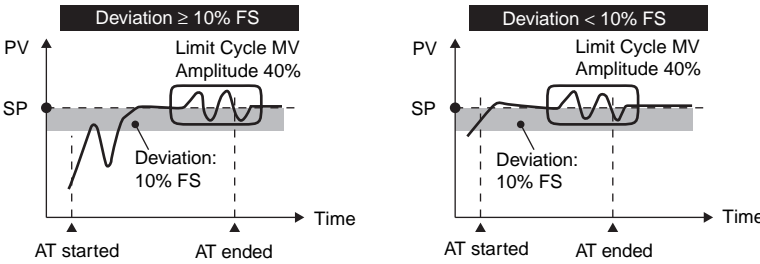 Deviation ≥ 10% FS
PV
Limit Cycle MV
Amplitude 40%
SP
Deviation:
10% FS
Time
AT started
AT ended
Deviation < 10% FS
PV
Limit Cycle MV
Amplitude 40%
SP
Deviation:
10% FS
Time
AT started
AT ended